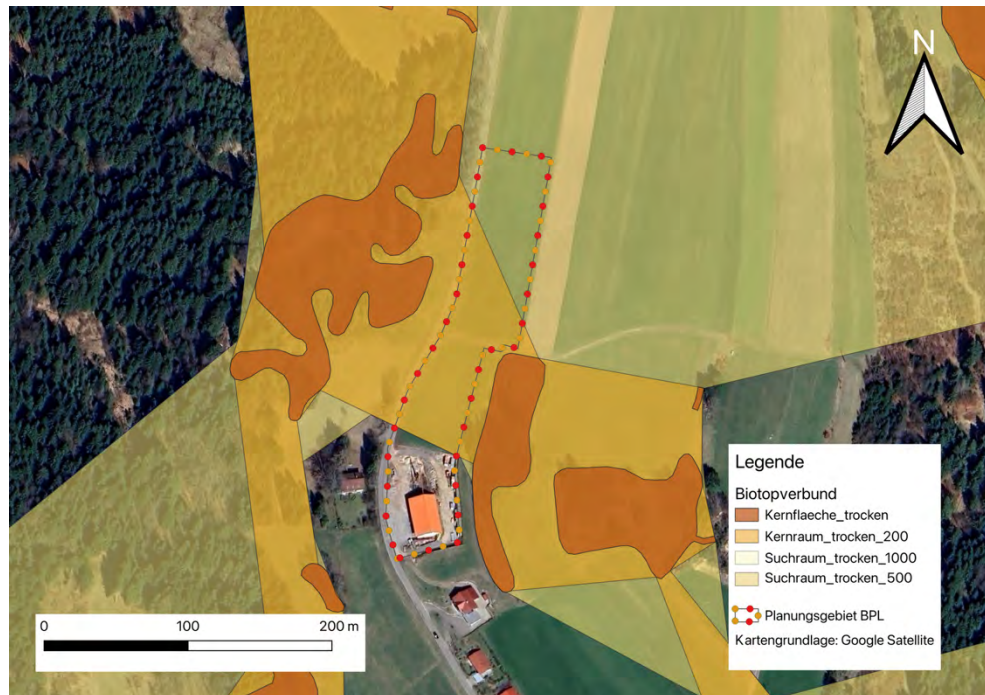 N
Legende
Biotopverbund
Kernflaeche_trocken
Kernraum_trocken_200
Suchraum_trocken_1000
Suchraum_trocken_500
Planungsgebiet BPL
Kartengrundlage: Google Satellite
0 100 200 m